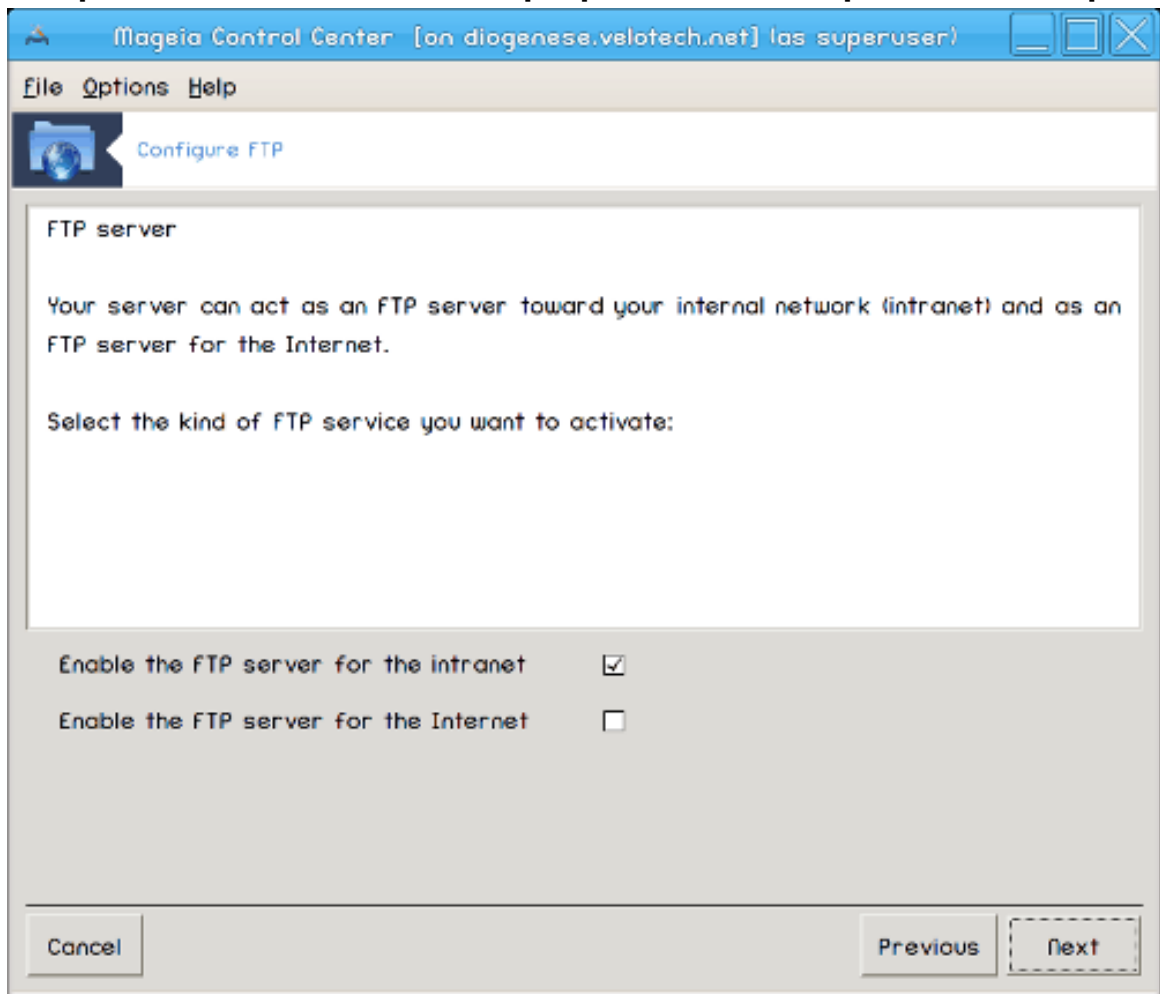 Mageia Control Center [on diogenese.velotech.net] (as superuser)
File Options Help
Configure FTP
FTP server
Your server can act as an FTP server toward your internal network (intranet) and as an
FTP server for the Internet.
Select the kind of FTP service you want to activate:
Enable the FTP server for the intranet
Enable the FTP server for the Internet
Cancel
Previous
Next